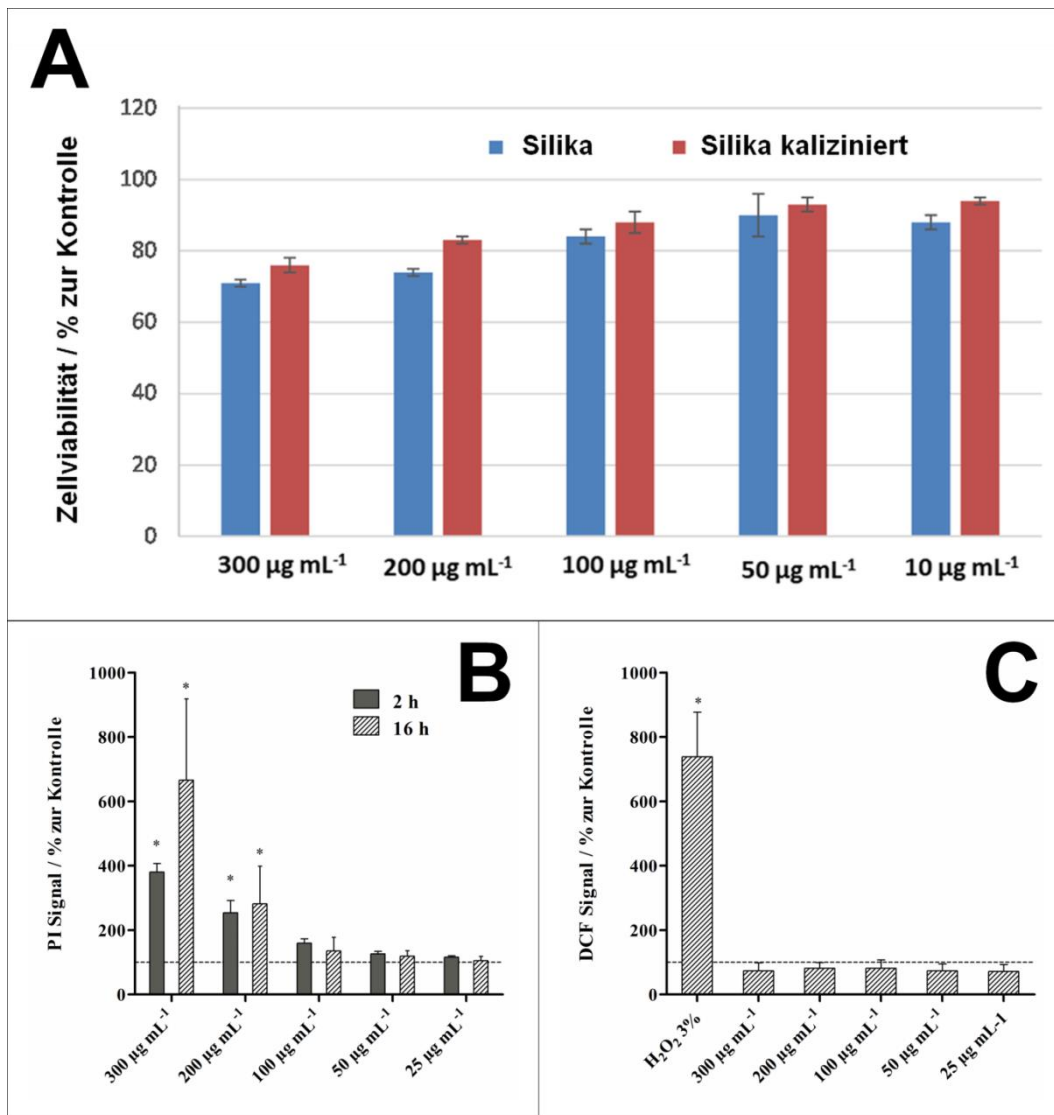 A
Zellviabilität / % zur Kontrolle
120
100
80
60
40
20
0
Silika
Silika kaliziniert
300 µg mL⁻¹
200 µg mL⁻¹
100 µg mL⁻¹
50 µg mL⁻¹
10 µg mL⁻¹
B
PI Signal / % zur Kontrolle
1000
800
600
400
200
0
2 h
16 h
*
*
*
*
300 µg mL⁻¹
200 µg mL⁻¹
100 µg mL⁻¹
50 µg mL⁻¹
25 µg mL⁻¹
C
DCF Signal / % zur Kontrolle
1000
800
600
400
200
0
*
H₂O₂ 3%
300 µg mL⁻¹
200 µg mL⁻¹
100 µg mL⁻¹
50 µg mL⁻¹
25 µg mL-1